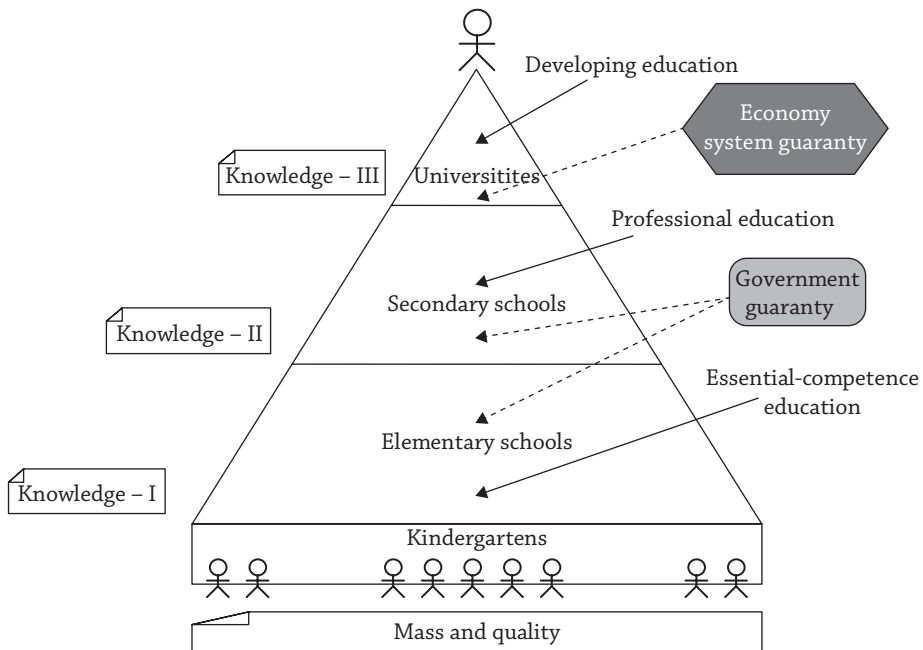 Developing education
Economy
system guaranty
Knowledge – III
Universitites
Professional education
Government
guaranty
Secondary schools
Knowledge – II
Essential-competence
education
Elementary schools
Knowledge – I
Kindergartens
Mass and quality